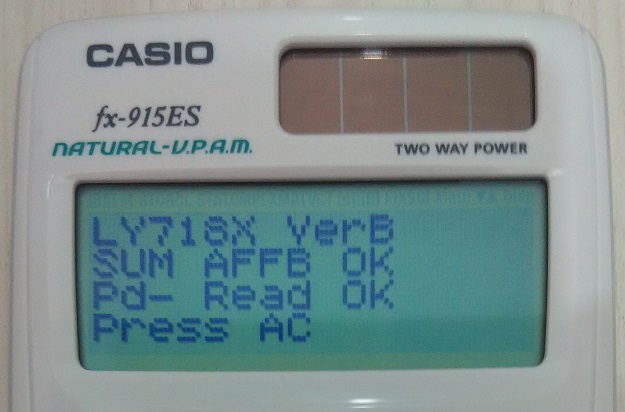 CASIO
fx-915ES
NATURAL-V.P.A.M.
TWO WAY POWER
LY718X VerB
SUM AFFB OK
Pd- Read OK
Press AC